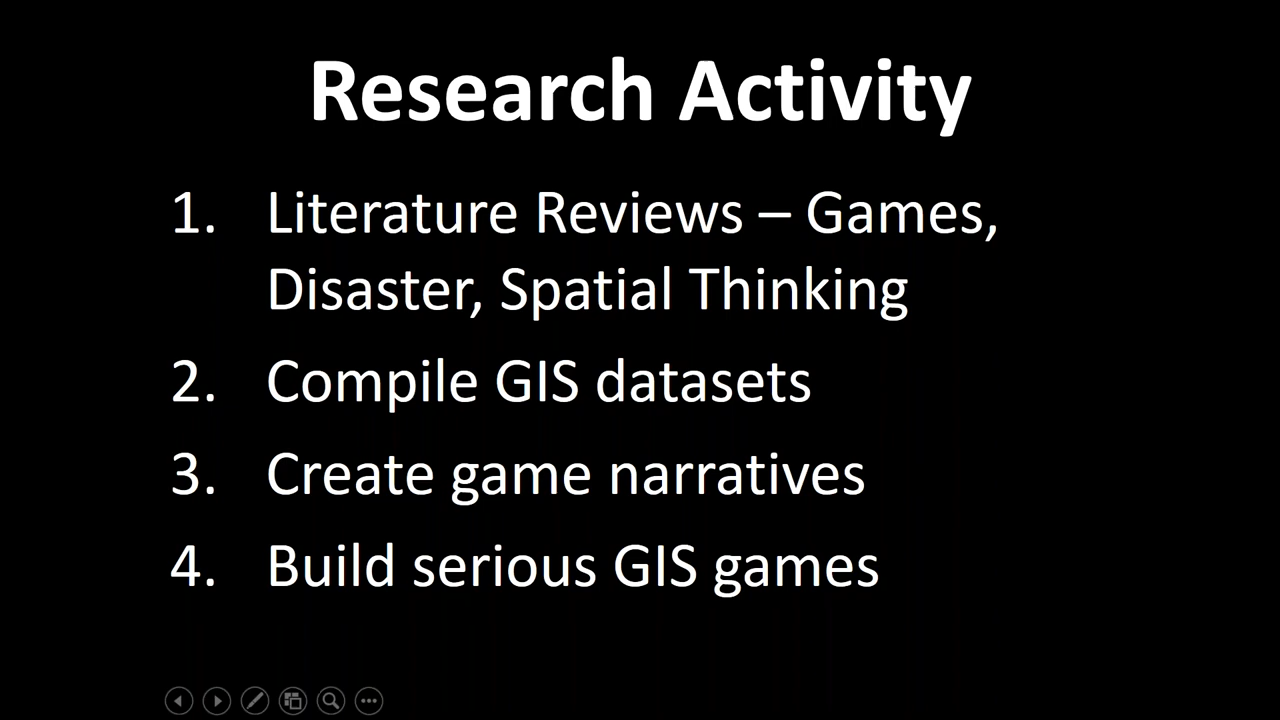 Research Activity
1. Literature Reviews – Games,
Disaster, Spatial Thinking
2. Compile GIS datasets
3. Create game narratives
4. Build serious GIS games